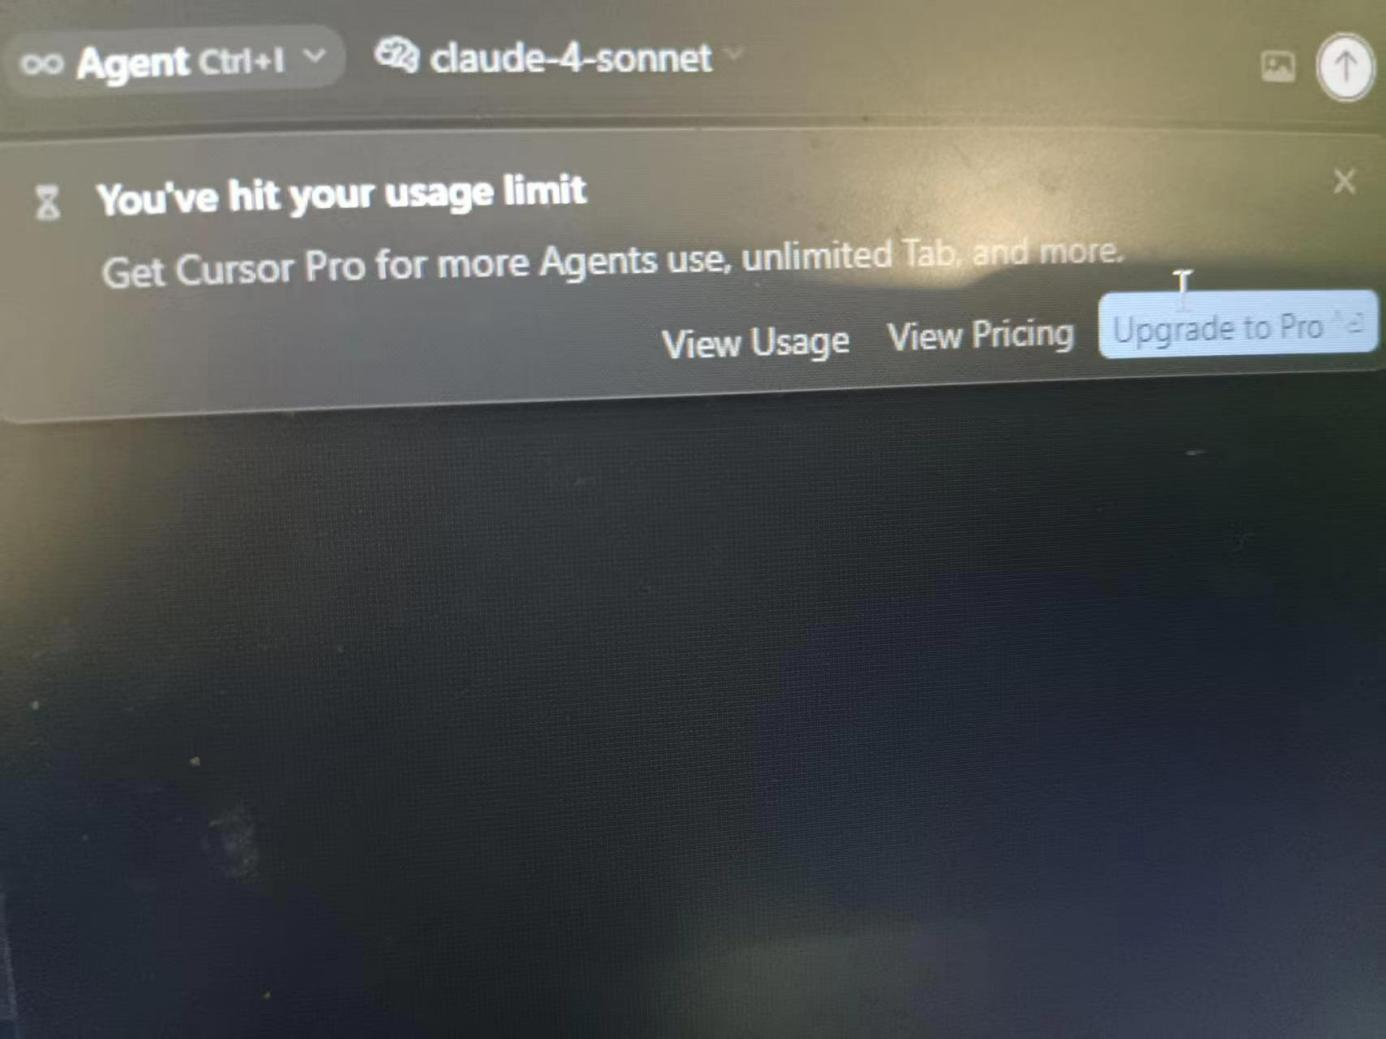 Agent Ctrl+I claude-4-sonnet
You've hit your usage limit
Get Cursor Pro for more Agents use, unlimited Tab, and more.
View Usage View Pricing Upgrade to Pro